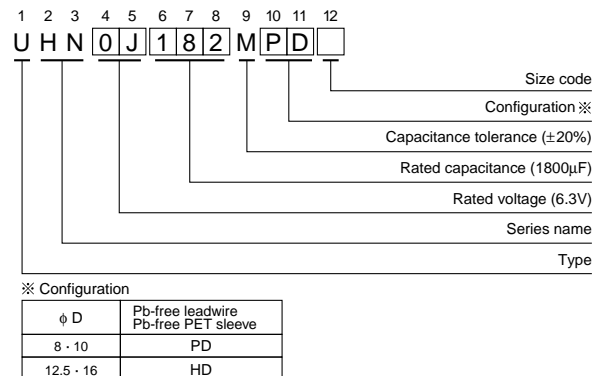 1 2 3 4 5 6 7 8 9 10 11 12
U H N 0 J 1 8 2 M P D
Size code
Configuration ※
Capacitance tolerance (±20%)
Rated capacitance (1800µF)
Rated voltage (6.3V)
Series name
Type
※ Configuration
ϕ D
Pb-free leadwire
Pb-free PET sleeve
8 · 10 PD
12.5 · 16 HD